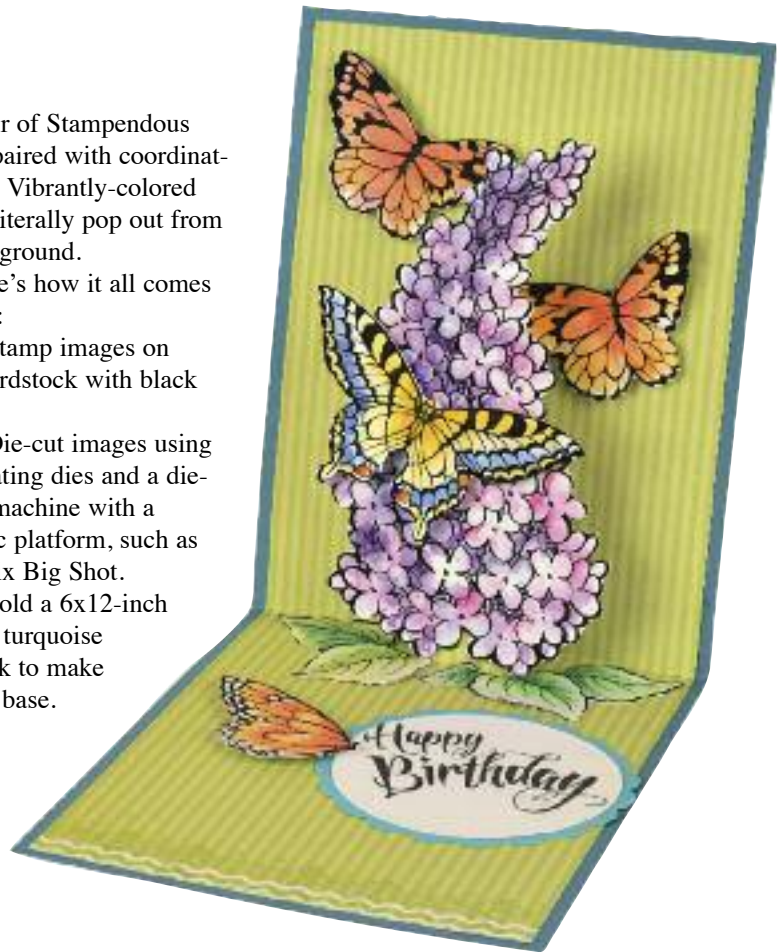 r of Stampendous
paired with coordinat-
Vibrantly-colored
iterally pop out from
ground.
e's how it all comes
:
tamp images on
rdstock with black
Die-cut images using
ting dies and a die-
machine with a
c platform, such as
x Big Shot.
old a 6x12-inch
turquoise
k to make
base.
Happy
Birthday